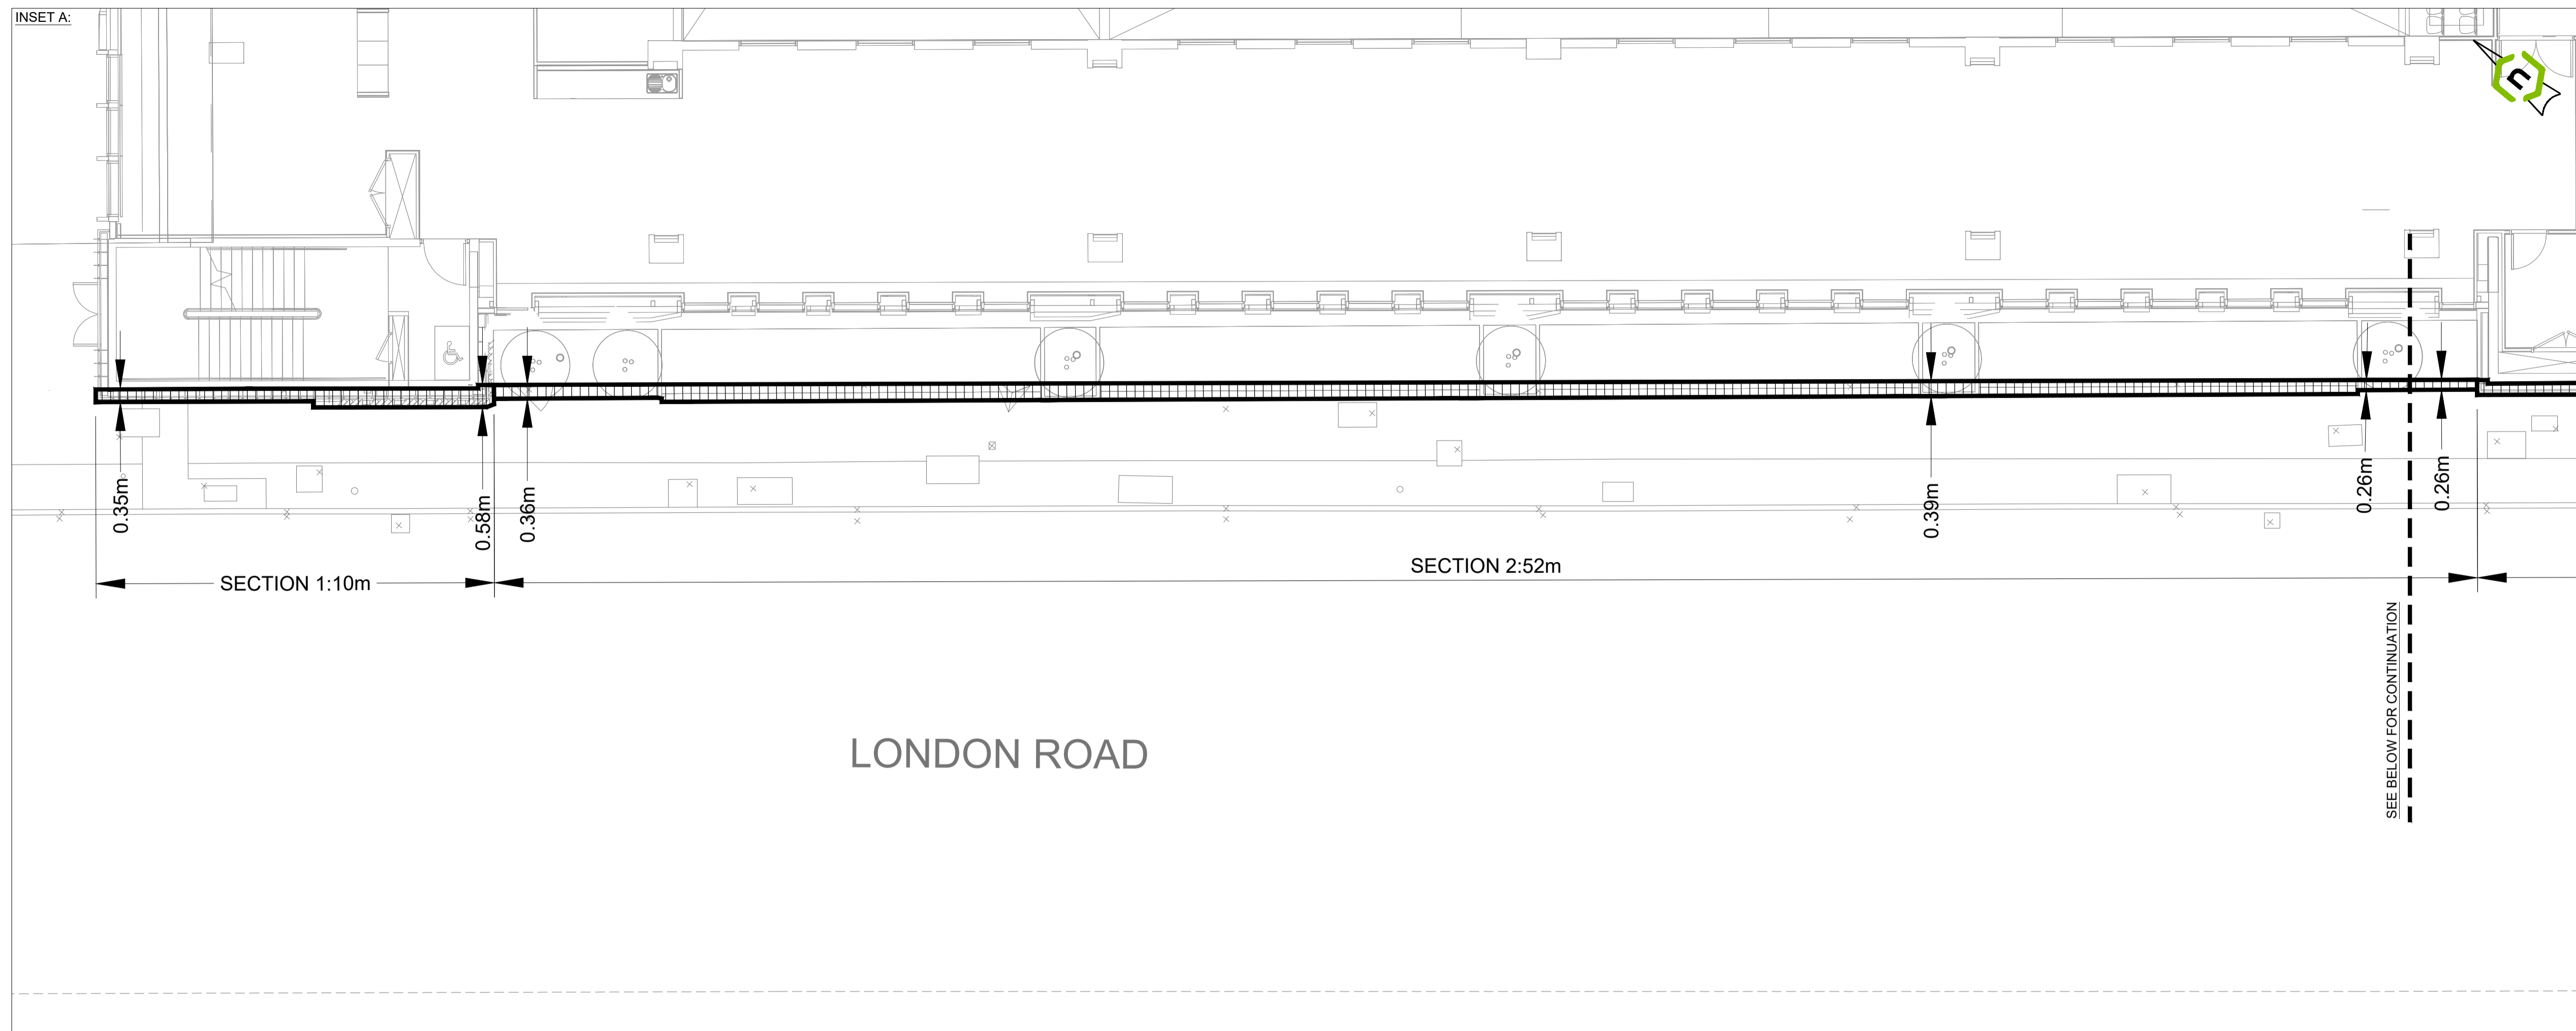 INSET A:
n
0.35m
0.58m
0.36m
0.39m
0.26m
0.26m
SECTION 1:10m
SECTION 2:52m
SEE BELOW FOR CONTINUATION
LONDON ROAD